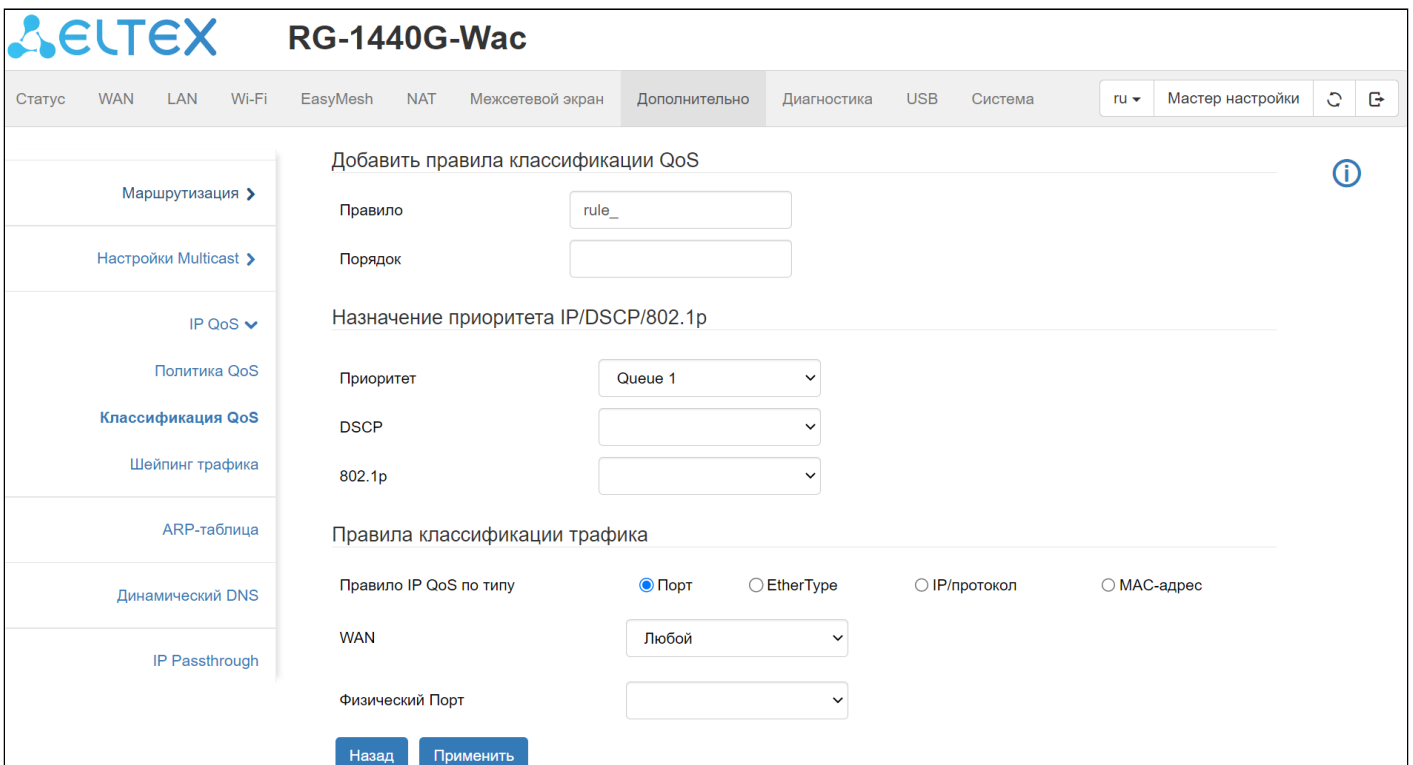 ELTEX RG-1440G-Wac
Статус WAN LAN Wi-Fi EasyMesh NAT Межсетевой экран Дополнительно Диагностика USB Система ru Мастер настройки
Маршрутизация
Настройки Multicast
IP QoS
Политика QoS
Классификация QoS
Шейпинг трафика
ARP-таблица
Динамический DNS
IP Passthrough
Добавить правила классификации QoS
Правило rule_
Порядок
Назначение приоритета IP/DSCP/802.1p
Приоритет Queue 1
DSCP
802.1p
Правила классификации трафика
Правило IP QoS по типу Порт EtherType IP/протокол MAC-адрес
WAN Любой
Физический Порт
Назад Применить